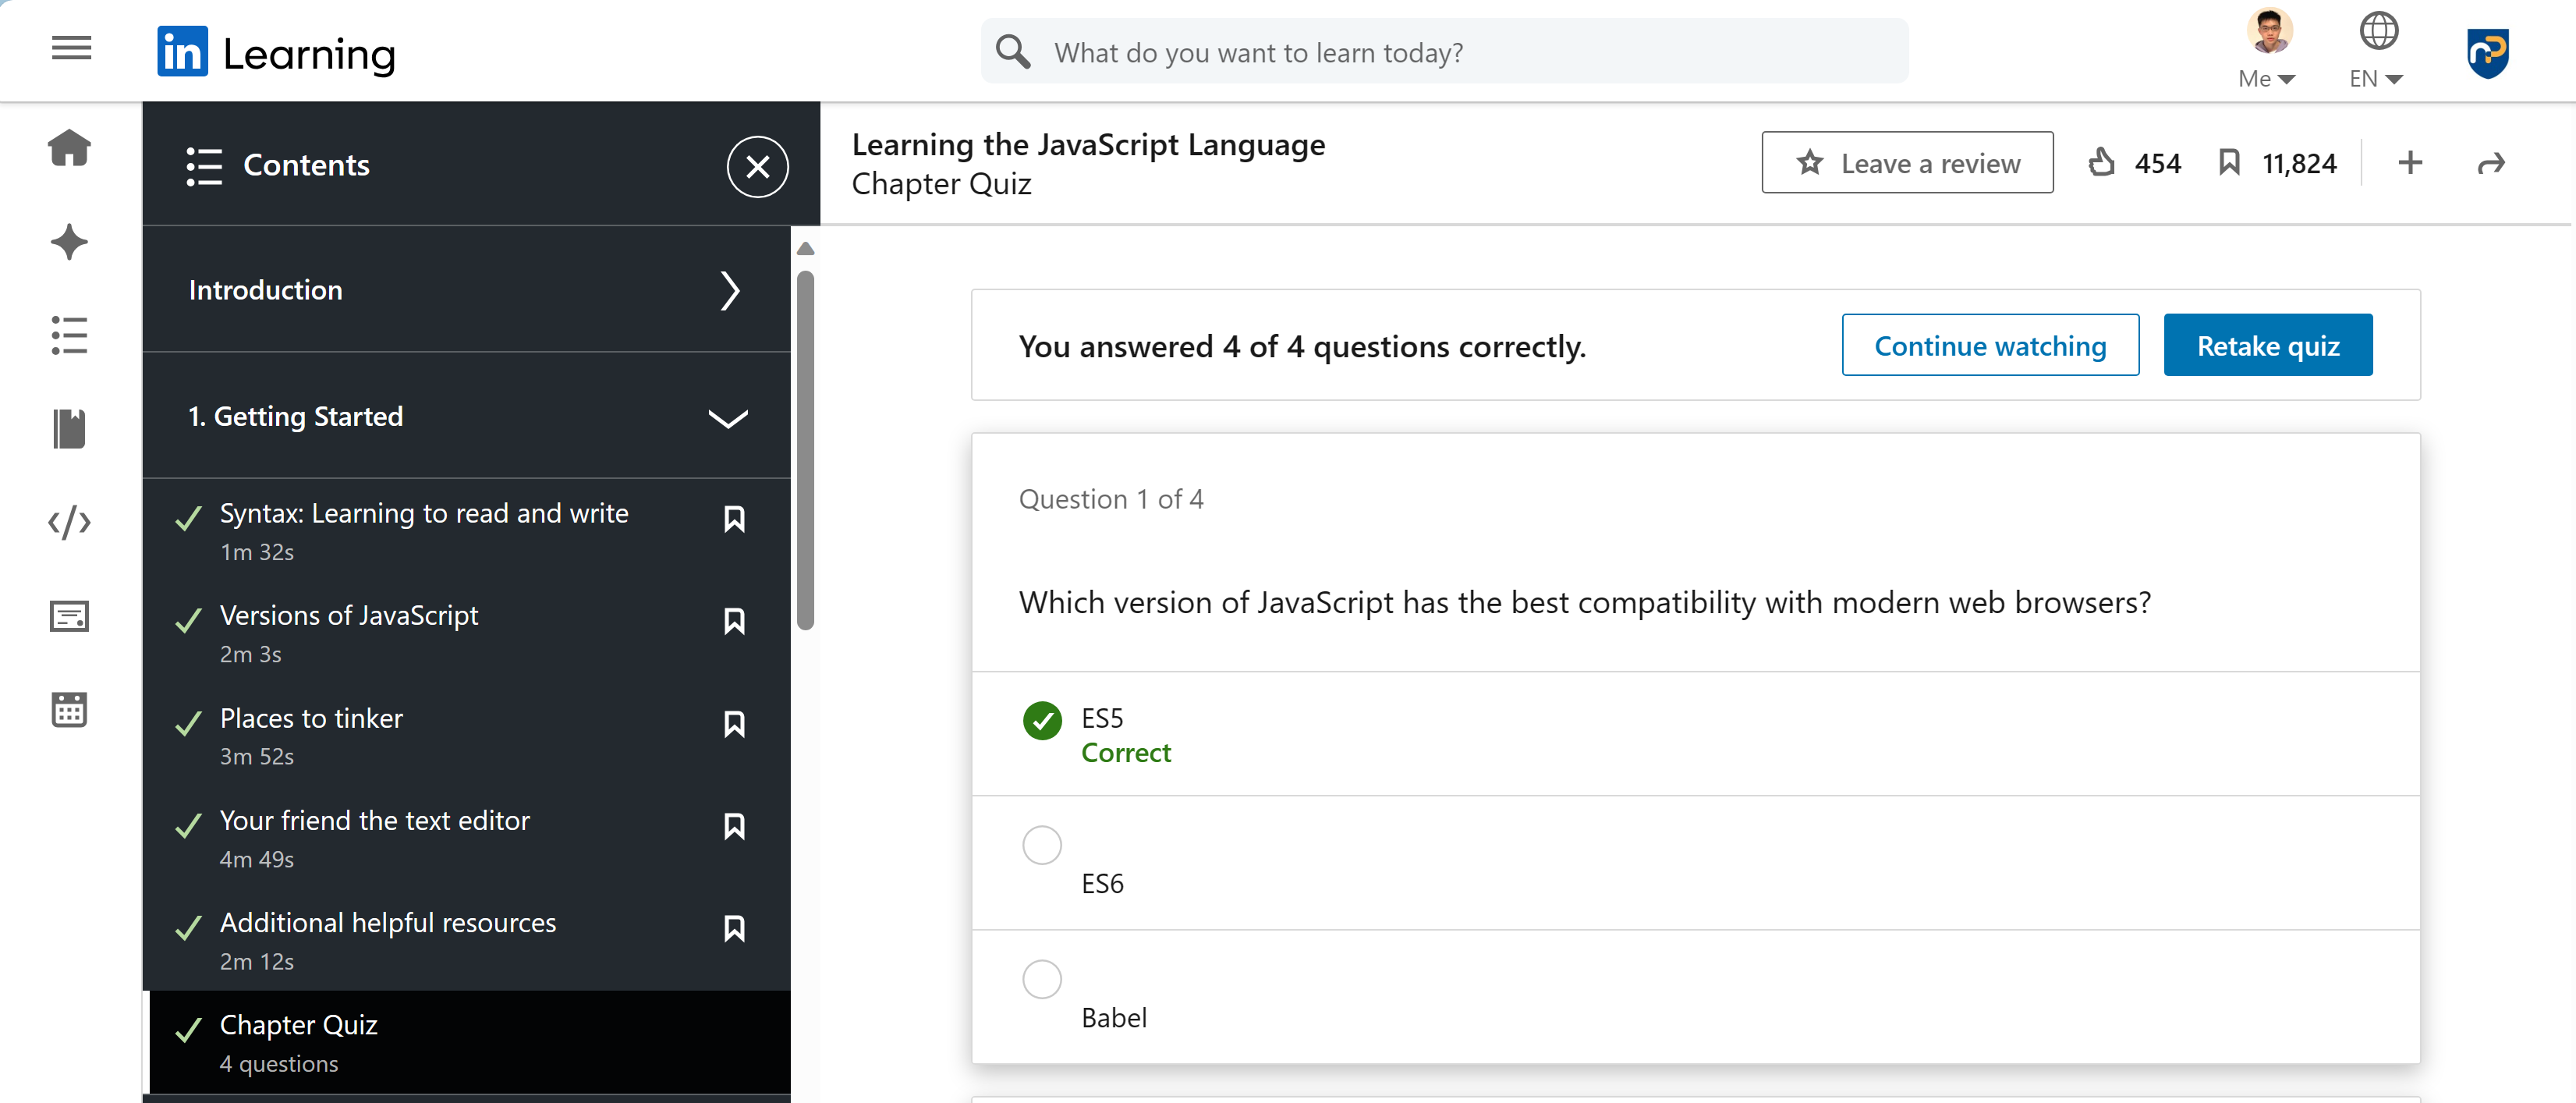 in Learning
What do you want to learn today?
Me
EN
Contents
Introduction
1. Getting Started
Syntax: Learning to read and write
1m 32s
Versions of JavaScript
2m 3s
Places to tinker
3m 52s
Your friend the text editor
4m 49s
Additional helpful resources
2m 12s
Chapter Quiz
4 questions
Learning the JavaScript Language
Chapter Quiz
Leave a review
454
11,824
You answered 4 of 4 questions correctly.
Continue watching
Retake quiz
Question 1 of 4
Which version of JavaScript has the best compatibility with modern web browsers?
ES5
Correct
ES6
Babel